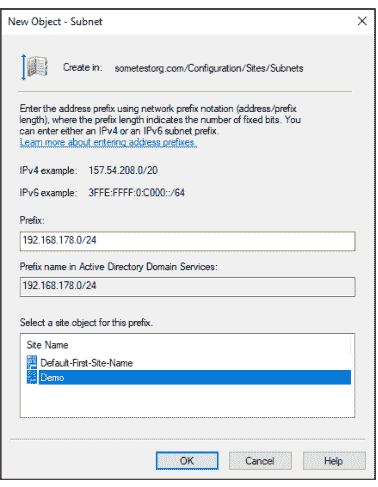 New Object - Subnet
Create in: sometestorg.com/Configuration/Sites/Subnets
Enter the address prefix using network prefix notation (address/prefix
length), where the prefix length indicates the number of fixed bits. You
can enter either an IPv4 or an IPv6 subnet prefix.
Learn more about entering address prefixes.
IPv4 example: 157.54.208.0/20
IPv6 example: 3FFE:FFFF:0:C000::/64
Prefix:
192.168.178.0/24
Prefix name in Active Directory Domain Services:
192.168.178.0/24
Select a site object for this prefix.
Site Name
Default-First-Site-Name
Demo
OK Cancel Help